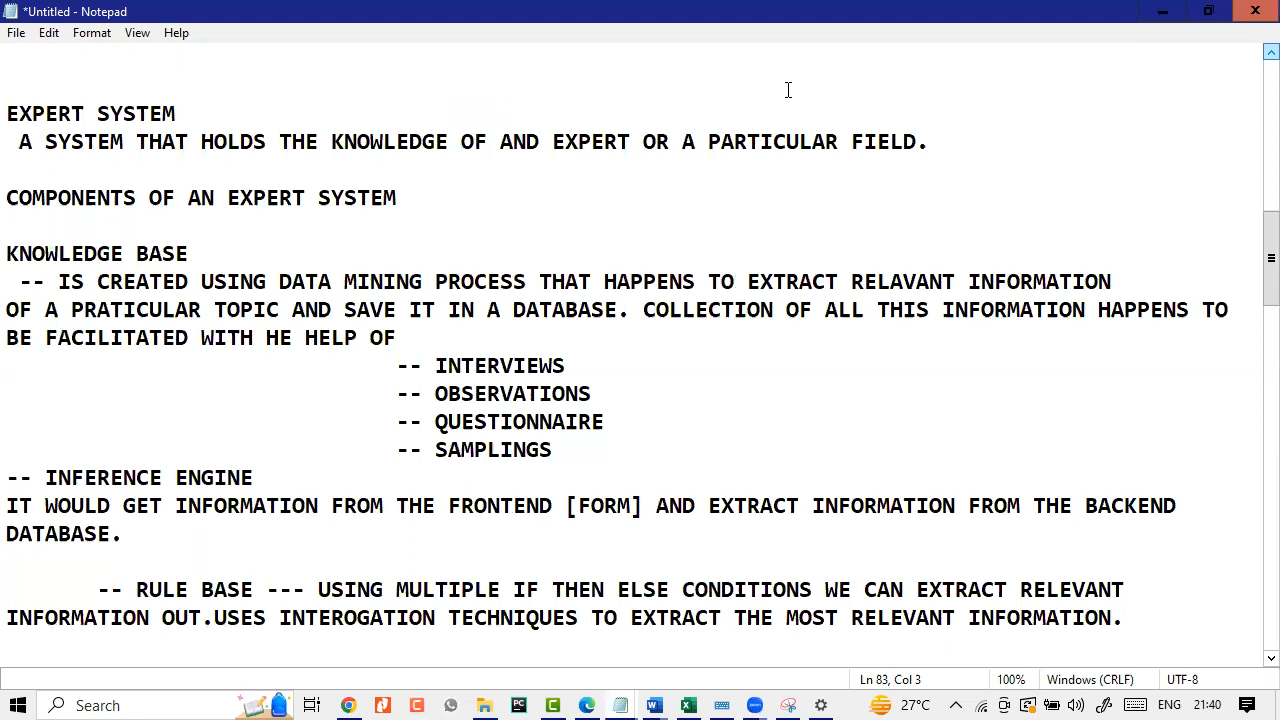 *Untitled - Notepad
File Edit Format View Help
EXPERT SYSTEM
A SYSTEM THAT HOLDS THE KNOWLEDGE OF AND EXPERT OR A PARTICULAR FIELD.
COMPONENTS OF AN EXPERT SYSTEM
KNOWLEDGE BASE
-- IS CREATED USING DATA MINING PROCESS THAT HAPPENS TO EXTRACT RELAVANT INFORMATION
OF A PRATICULAR TOPIC AND SAVE IT IN A DATABASE. COLLECTION OF ALL THIS INFORMATION HAPPENS TO
BE FACILITATED WITH HE HELP OF
-- INTERVIEWS
-- OBSERVATIONS
-- QUESTIONNAIRE
-- SAMPLINGS
-- INFERENCE ENGINE
IT WOULD GET INFORMATION FROM THE FRONTEND [FORM] AND EXTRACT INFORMATION FROM THE BACKEND
DATABASE.
-- RULE BASE --- USING MULTIPLE IF THEN ELSE CONDITIONS WE CAN EXTRACT RELEVANT
INFORMATION OUT.USES INTEROGATION TECHNIQUES TO EXTRACT THE MOST RELEVANT INFORMATION.
Ln 83, Col 3 100% Windows (CRLF) UTF-8
Search 27°C ENG 21:40